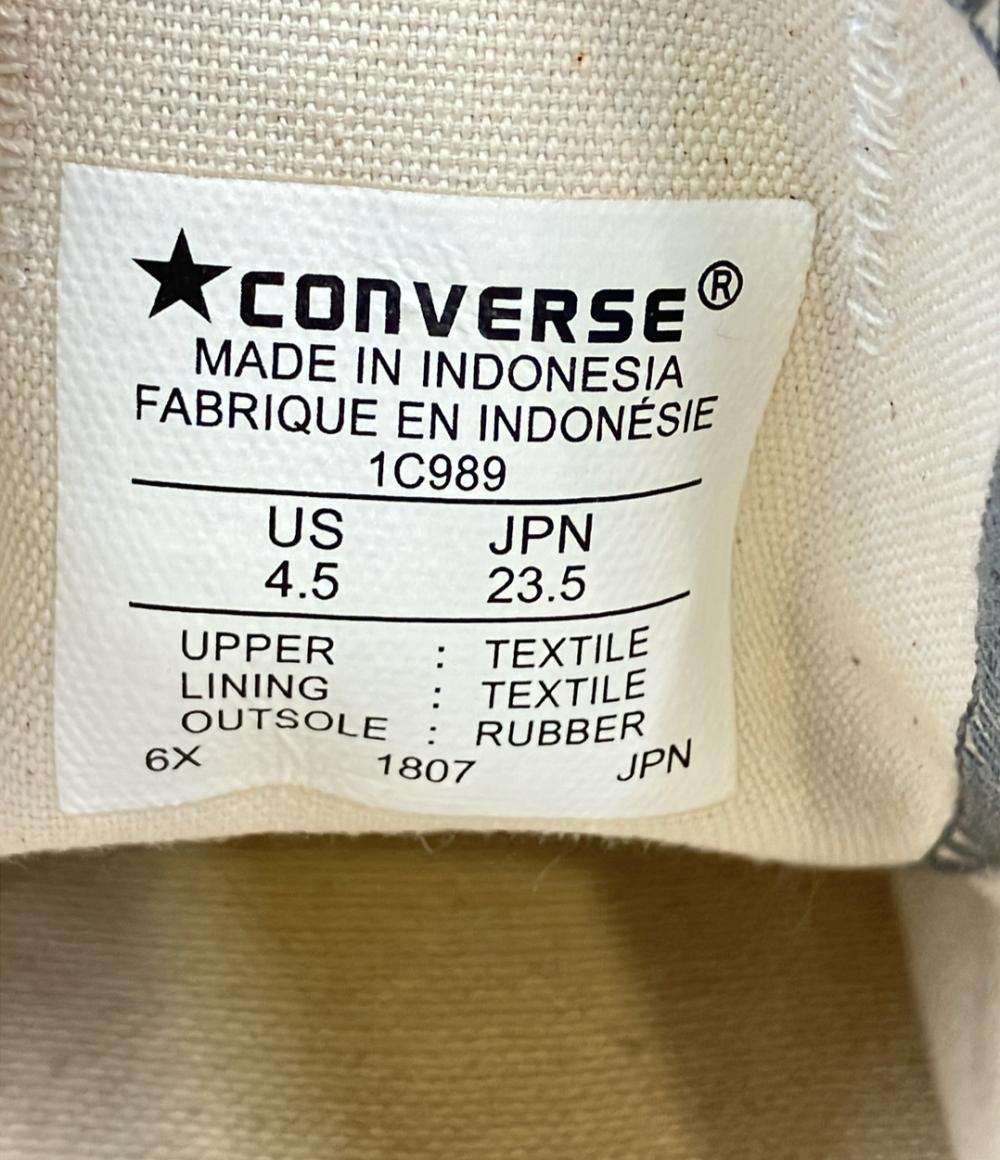 ★CONVERSE®
MADE IN INDONESIA
FABRIQUE EN INDONÉSIE
1C989
US JPN
4.5 23.5
UPPER : TEXTILE
LINING : TEXTILE
OUTSOLE : RUBBER
6X 1807 JPN